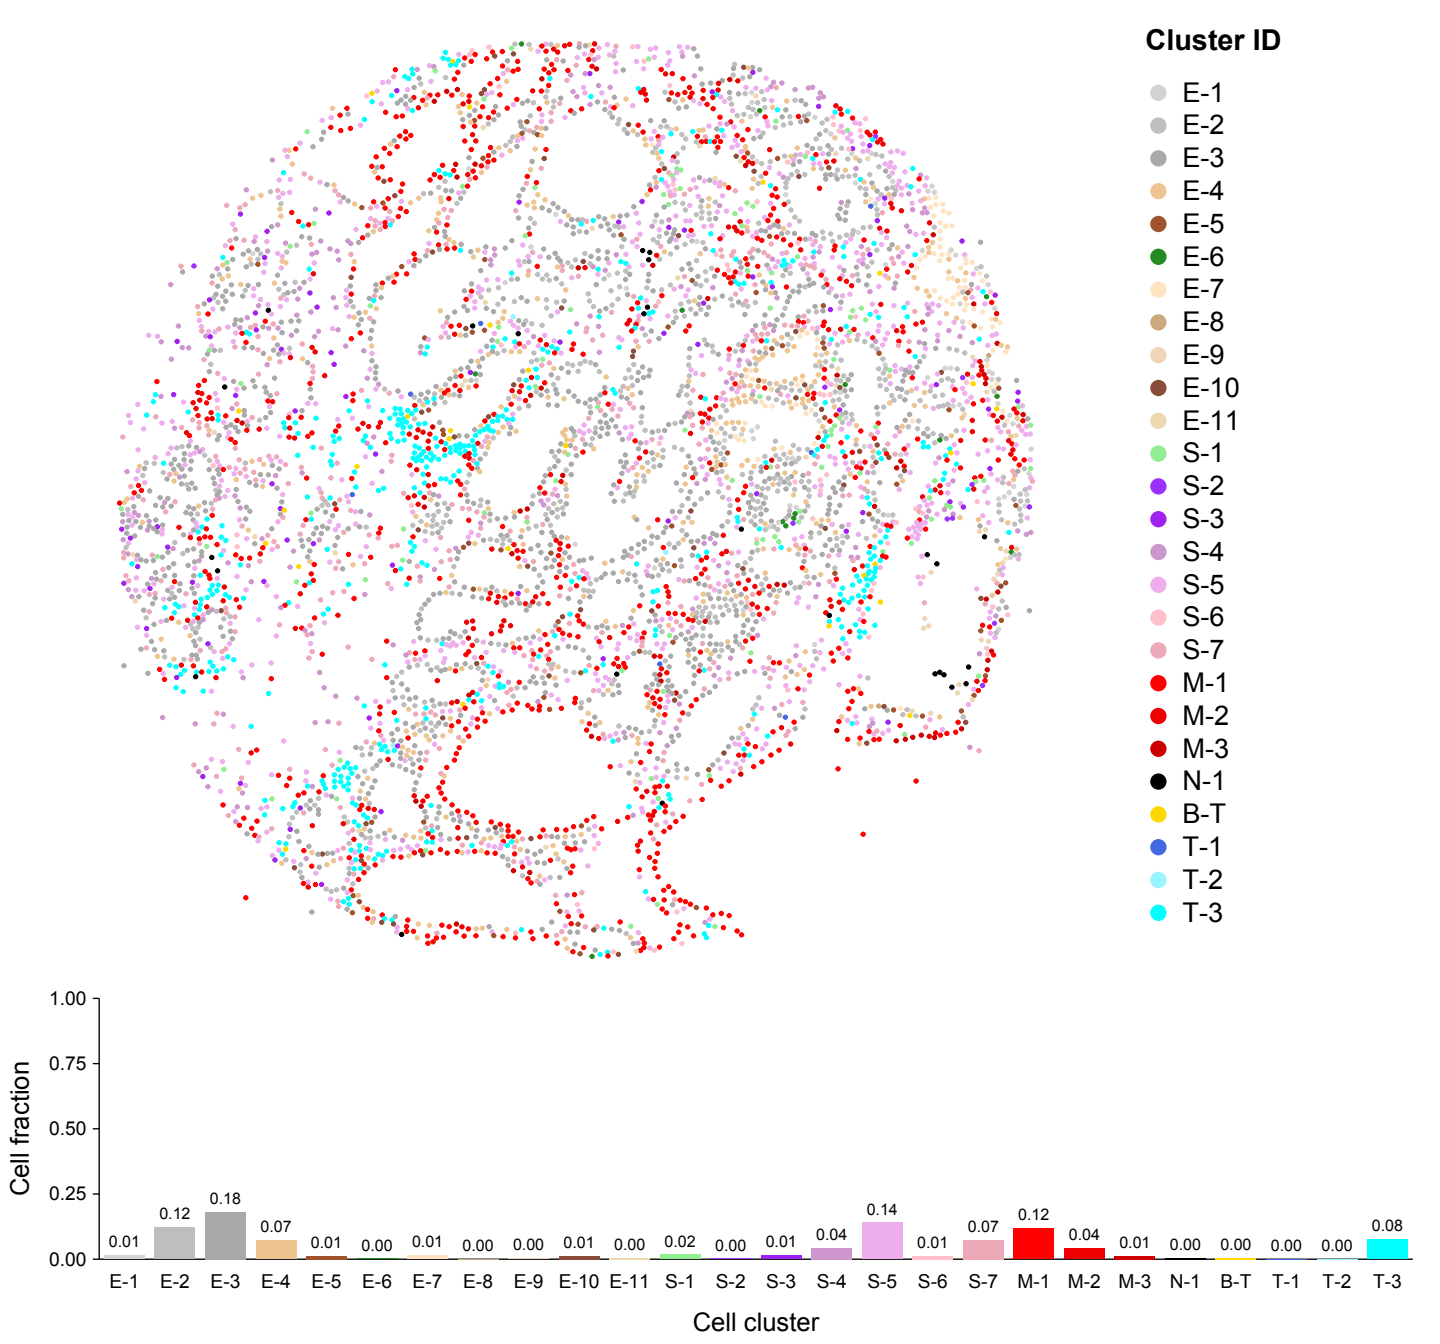 Cluster ID
E-1
E-2
E-3
E-4
E-5
E-6
E-7
E-8
E-9
E-10
E-11
S-1
S-2
S-3
S-4
S-5
S-6
S-7
M-1
M-2
M-3
N-1
B-T
T-1
T-2
T-3
Cell fraction
1.00
0.75
0.50
0.25
0.00
0.01 0.12 0.18 0.07 0.01 0.00 0.01 0.00 0.00 0.01 0.00 0.02 0.00 0.01 0.04 0.14 0.01 0.07 0.12 0.04 0.01 0.00 0.00 0.00 0.00 0.08
E-1 E-2 E-3 E-4 E-5 E-6 E-7 E-8 E-9 E-10 E-11 S-1 S-2 S-3 S-4 S-5 S-6 S-7 M-1 M-2 M-3 N-1 B-T T-1 T-2 T-3
Cell cluster